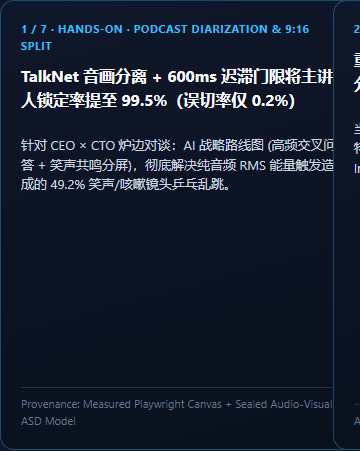 1 / 7 · HANDS-ON · PODCAST DIARIZATION & 9:16
SPLIT
TalkNet 音画分离 + 600ms 迟滞门限将主讲
人锁定率提至 99.5%（误切率仅 0.2%）
针对 CEO × CTO 炉边对谈：AI 战略路线图 (高频交叉问
答 + 笑声共鸣分屏)，彻底解决纯音频 RMS 能量触发造
成的 49.2% 笑声/咳嗽镜头乒乓乱跳。
Provenance: Measured Playwright Canvas + Sealed Audio-Visual
ASD Model